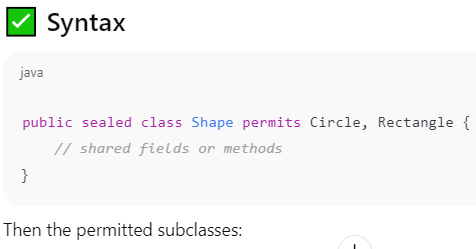 ✅ Syntax
java
public sealed class Shape permits Circle, Rectangle {
    // shared fields or methods
}
Then the permitted subclasses: